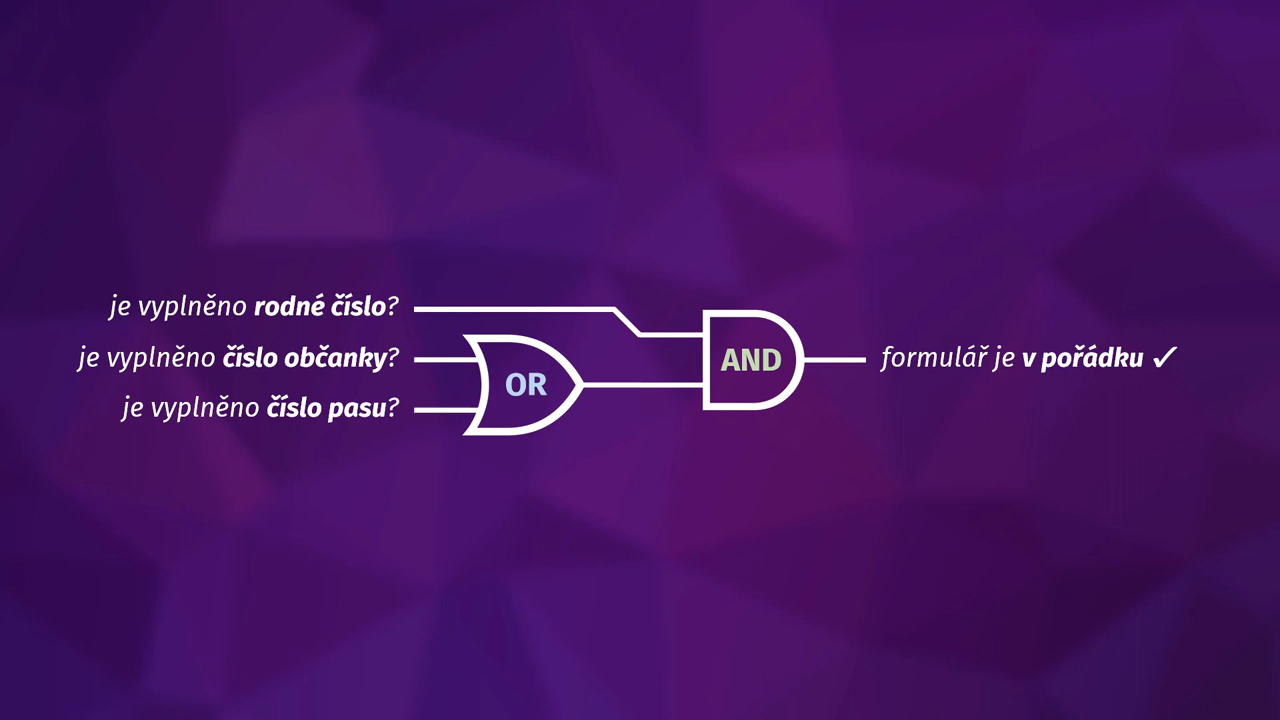 je vyplněno rodné číslo?
je vyplněno číslo občanky?
je vyplněno číslo pasu?
OR
AND
formulář je v pořádku ✓